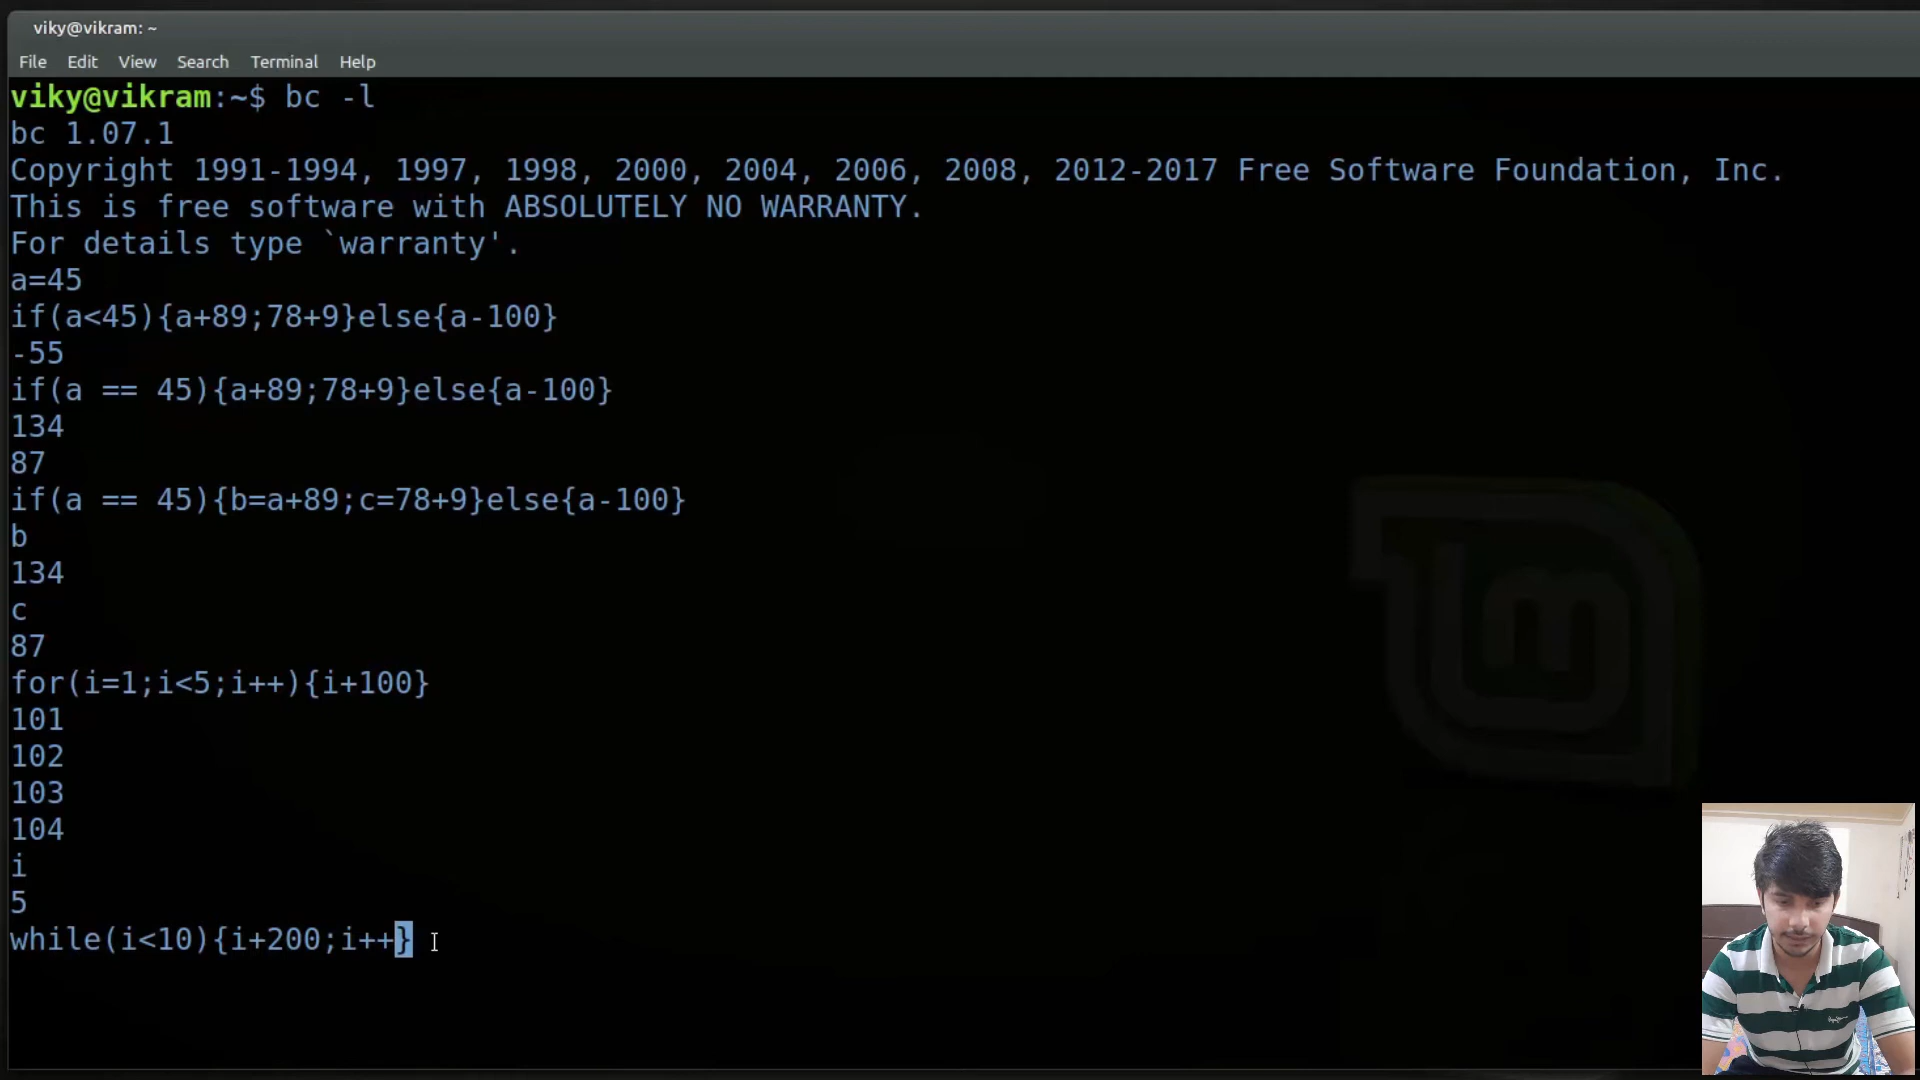 viky@vikram: ~
File Edit View Search Terminal Help
viky@vikram:~$ bc -l
bc 1.07.1
Copyright 1991-1994, 1997, 1998, 2000, 2004, 2006, 2008, 2012-2017 Free Software Foundation, Inc.
This is free software with ABSOLUTELY NO WARRANTY.
For details type `warranty'.
a=45
if(a<45){a+89;78+9}else{a-100}
-55
if(a == 45){a+89;78+9}else{a-100}
134
87
if(a == 45){b=a+89;c=78+9}else{a-100}
b
134
c
87
for(i=1;i<5;i++){i+100}
101
102
103
104
i
5
while(i<10){i+200;i++}